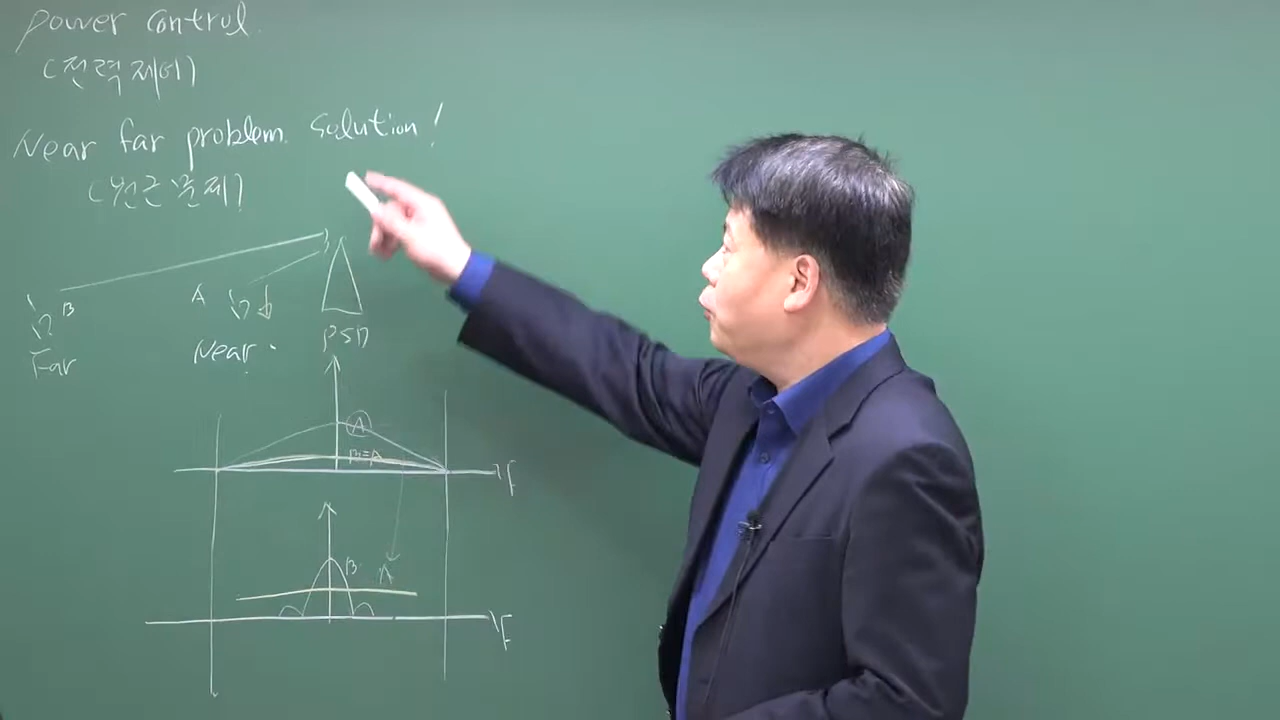 power control.
(전력제어)
Near far problem. solution!
(원근문제)
B
A
Far
Near
PSD
A
B=A
f
B
A
f